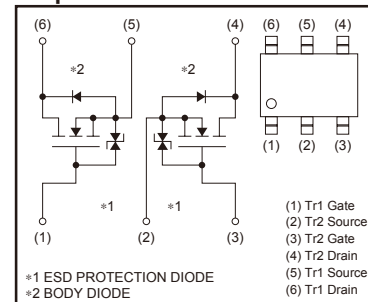 (6) (5) (4)
∗2 ∗2
∗1 ∗1
(1) (2) (3)
∗1 ESD PROTECTION DIODE
∗2 BODY DIODE
(6) (5) (4)
(1) (2) (3)
(1) Tr1 Gate
(2) Tr2 Source
(3) Tr2 Gate
(4) Tr2 Drain
(5) Tr1 Source
(6) Tr1 Drain